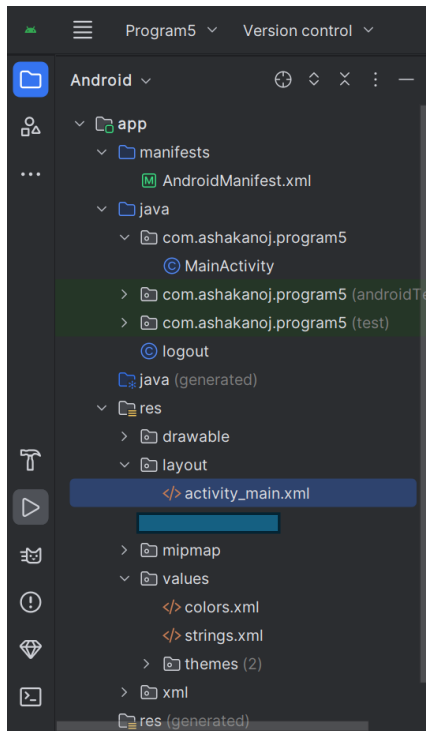 Program5 Version control
Android
app
manifests
AndroidManifest.xml
java
com.ashakanoj.program5
MainActivity
com.ashakanoj.program5 (androidTe
com.ashakanoj.program5 (test)
logout
java (generated)
res
drawable
layout
activity_main.xml
mipmap
values
colors.xml
strings.xml
themes (2)
xml
res (generated)